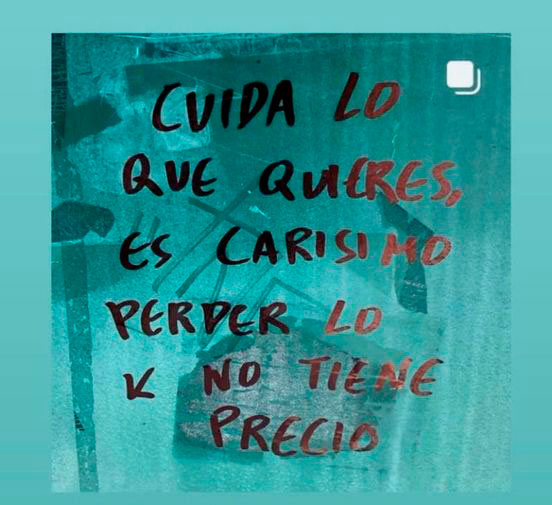 CUIDA LO
QUE QUIERES,
ES CARISIMO
PERDER LO
K NO TIENE
PRECIO